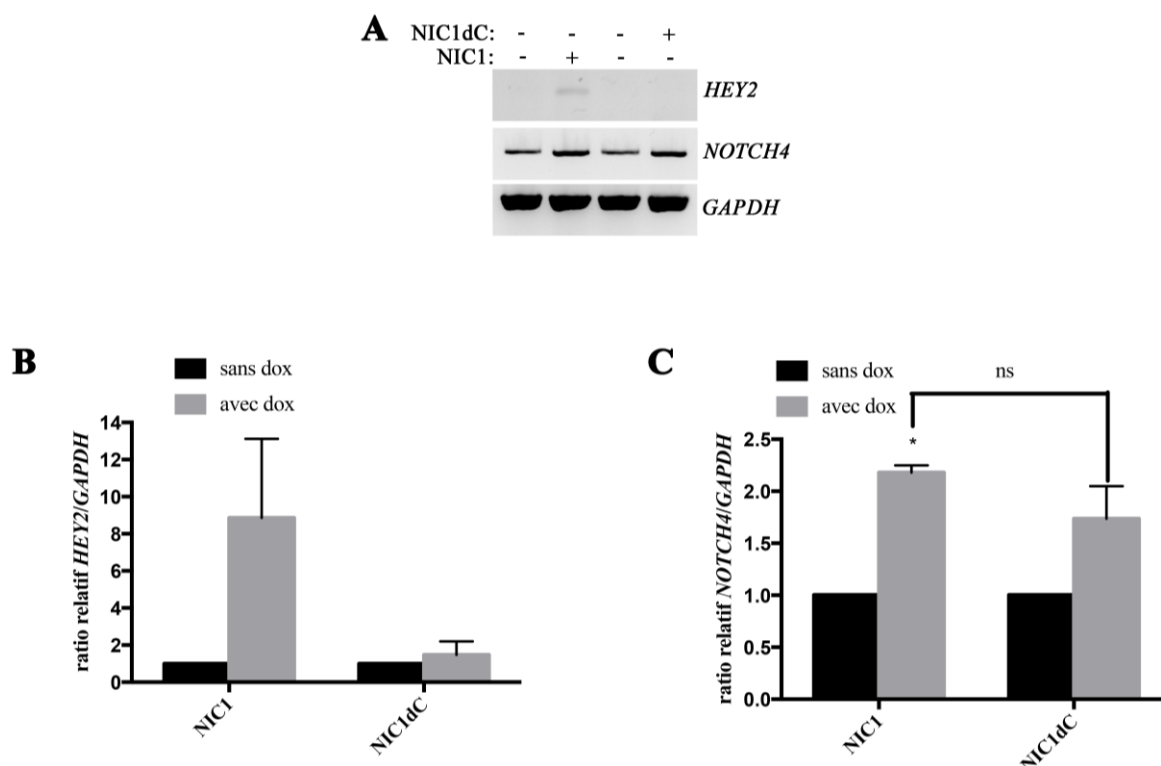 A
NIC1dC: - - - +
NIC1: - + - -
HEY2
NOTCH4
GAPDH
B
sans dox
avec dox
ratio relatif HEY2/GAPDH
14
12
10
8
6
4
2
0
NIC1
NIC1dC
C
sans dox
avec dox
ns
*
ratio relatif NOTCH4/GAPDH
2.5
2.0
1.5
1.0
0.5
0.0
NIC1
NIC1dC